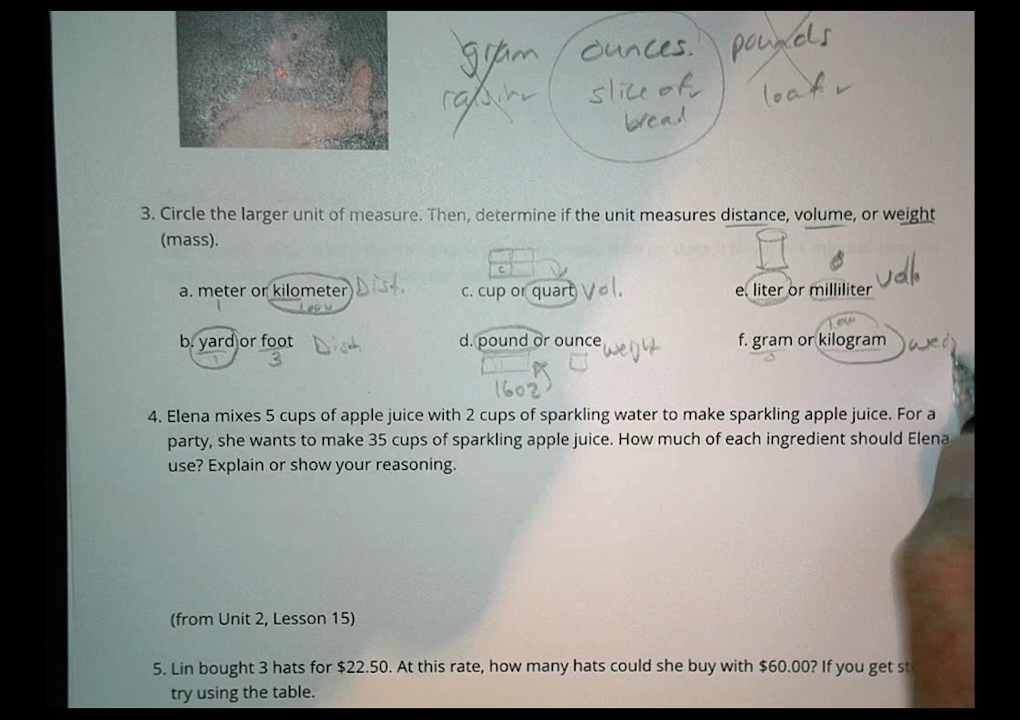 gram ounces. pounds
raisin slice of loaf
bread
3. Circle the larger unit of measure. Then, determine if the unit measures distance, volume, or weight
(mass).
a. meter or kilometer Dist. c. cup or quart Vol. e. liter or milliliter
1 1000 c
b. yard or foot Dist. d. pound or ounce weight f. gram or kilogram
1 3
16oz
4. Elena mixes 5 cups of apple juice with 2 cups of sparkling water to make sparkling apple juice. For a
party, she wants to make 35 cups of sparkling apple juice. How much of each ingredient should Elena
use? Explain or show your reasoning.
(from Unit 2, Lesson 15)
5. Lin bought 3 hats for $22.50. At this rate, how many hats could she buy with $60.00? If you get st
try using the table.